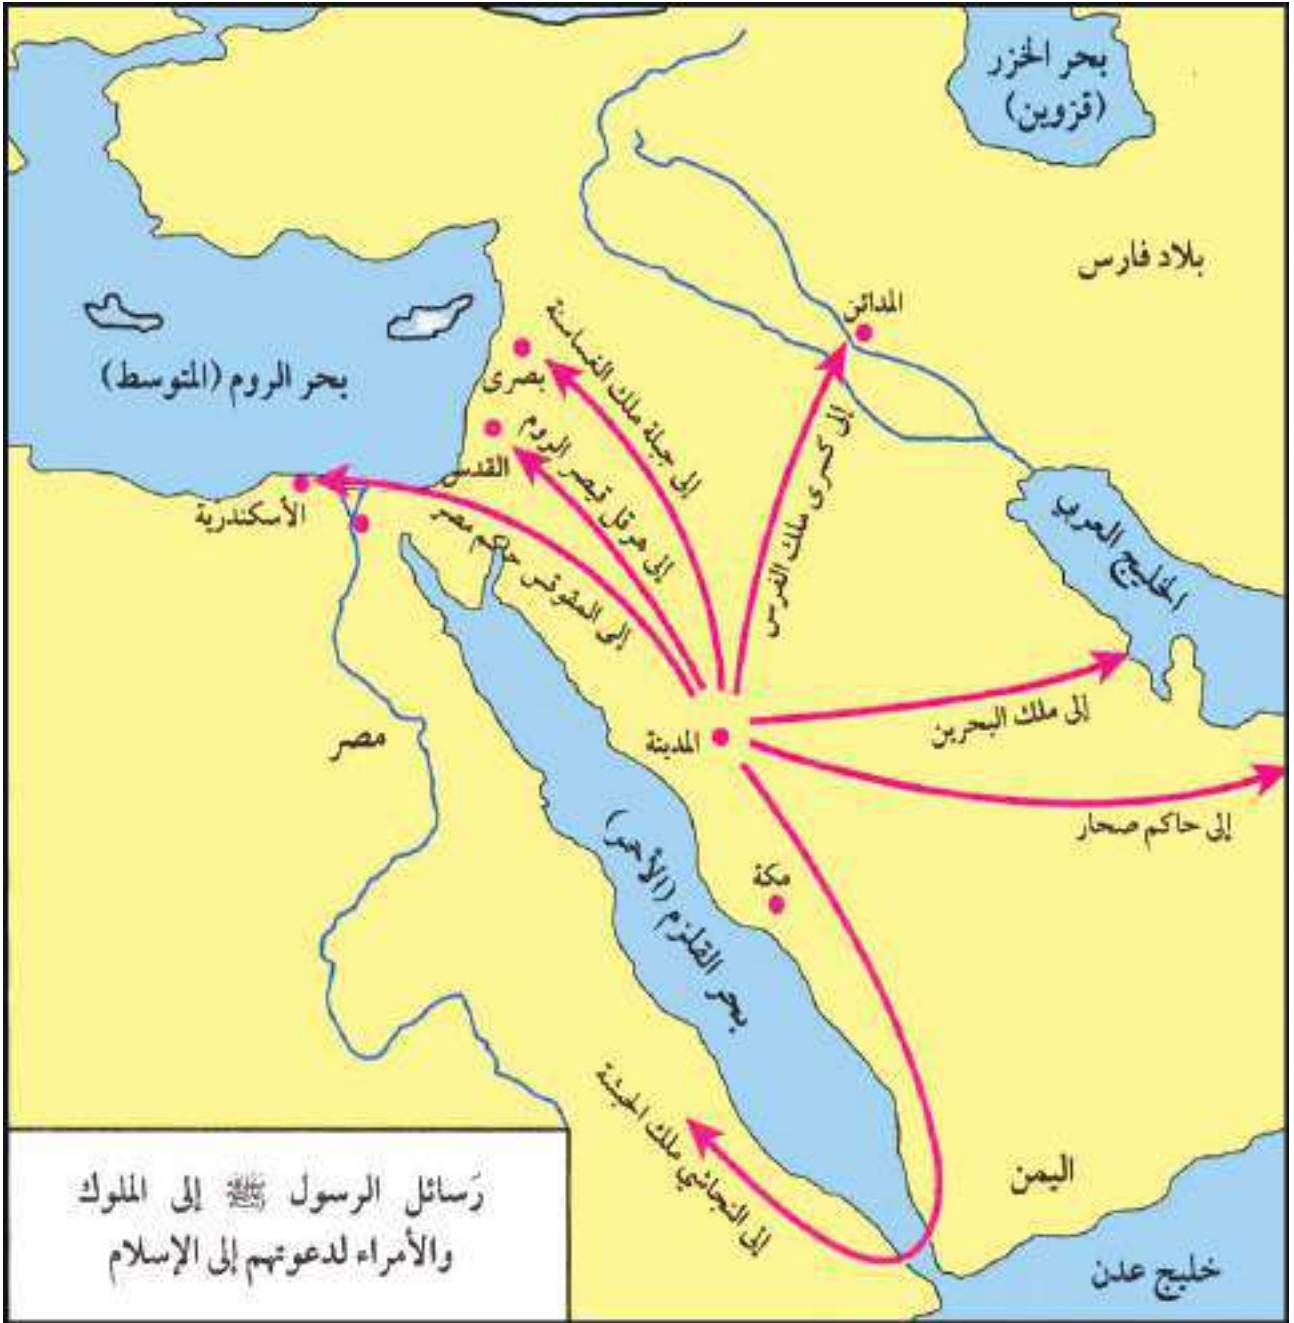 بحر الخزر
(قزوين)
بلاد فارس
المدائن
بحر الروم (المتوسط)
بصرى
القدس
الأسكندرية
إلى جبلة ملك الغساسنة
إلى هرقل قيصر الروم
إلى المقوقس حاكم مصر
إلى كسرى ملك الفرس
الخليج العربي
إلى ملك البحرين
المدينة
مصر
إلى حاكم صحار
مكة
بحر القلزم (الأحمر)
إلى النجاشي ملك الحبشة
اليمن
خليج عدن
رَسائل الرسول ﷺ إلى الملوك
والأمراء لدعوتهم إلى الإسلام